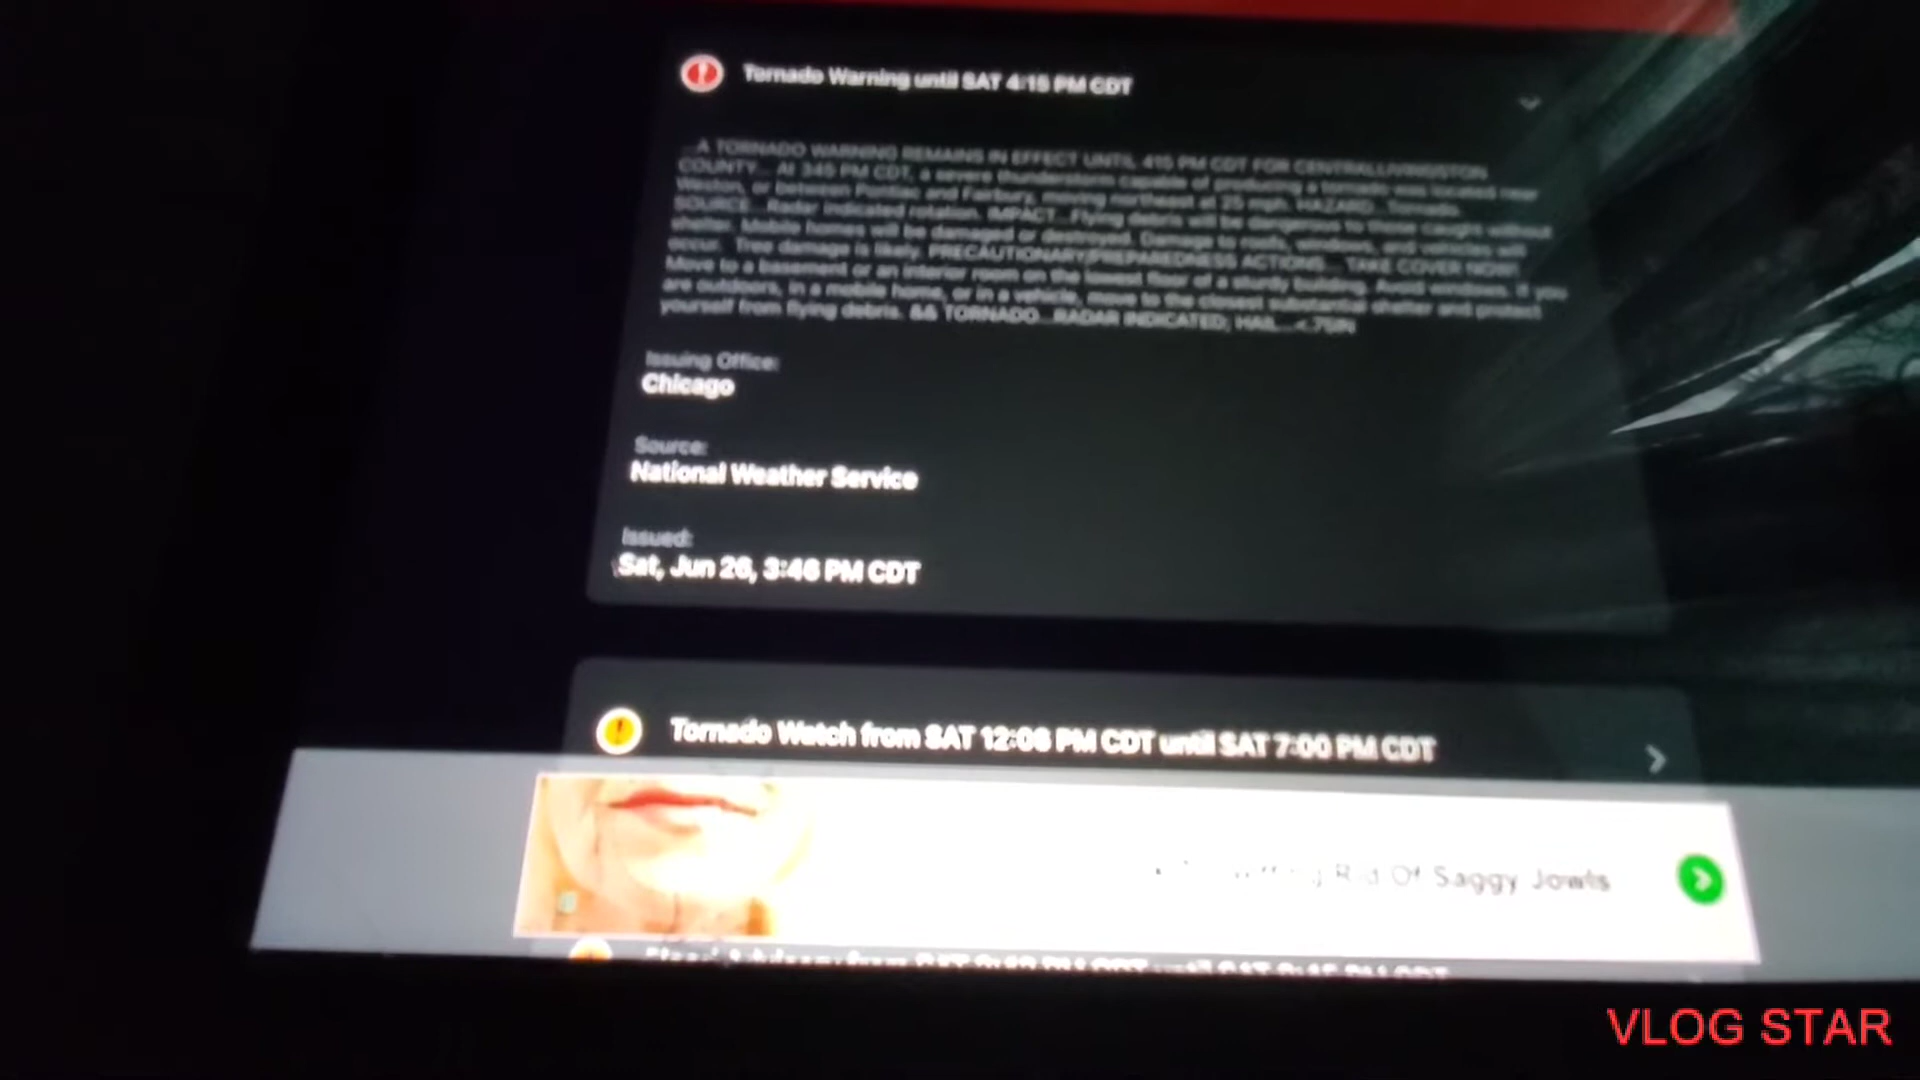 Tornado Warning until SAT 4:15 PM CDT
...A TORNADO WARNING REMAINS IN EFFECT UNTIL 415 PM CDT FOR CENTRAL LIVINGSTON
COUNTY... At 345 PM CDT, a severe thunderstorm capable of producing a tornado was located near
Weston, or between Pontiac and Fairbury, moving northeast at 25 mph. HAZARD...Tornado.
SOURCE...Radar indicated rotation. IMPACT...Flying debris will be dangerous to those caught without
shelter. Mobile homes will be damaged or destroyed. Damage to roofs, windows, and vehicles will
occur. Tree damage is likely. PRECAUTIONARY/PREPAREDNESS ACTIONS... TAKE COVER NOW!
Move to a basement or an interior room on the lowest floor of a sturdy building. Avoid windows. If you
are outdoors, in a mobile home, or in a vehicle, move to the closest substantial shelter and protect
yourself from flying debris. && TORNADO...RADAR INDICATED; HAIL...<.75IN
Issuing Office:
Chicago
Source:
National Weather Service
Issued:
Sat, Jun 26, 3:46 PM CDT
Tornado Watch from SAT 12:06 PM CDT until SAT 7:00 PM CDT
Rid Of Saggy Jowls
VLOG STAR